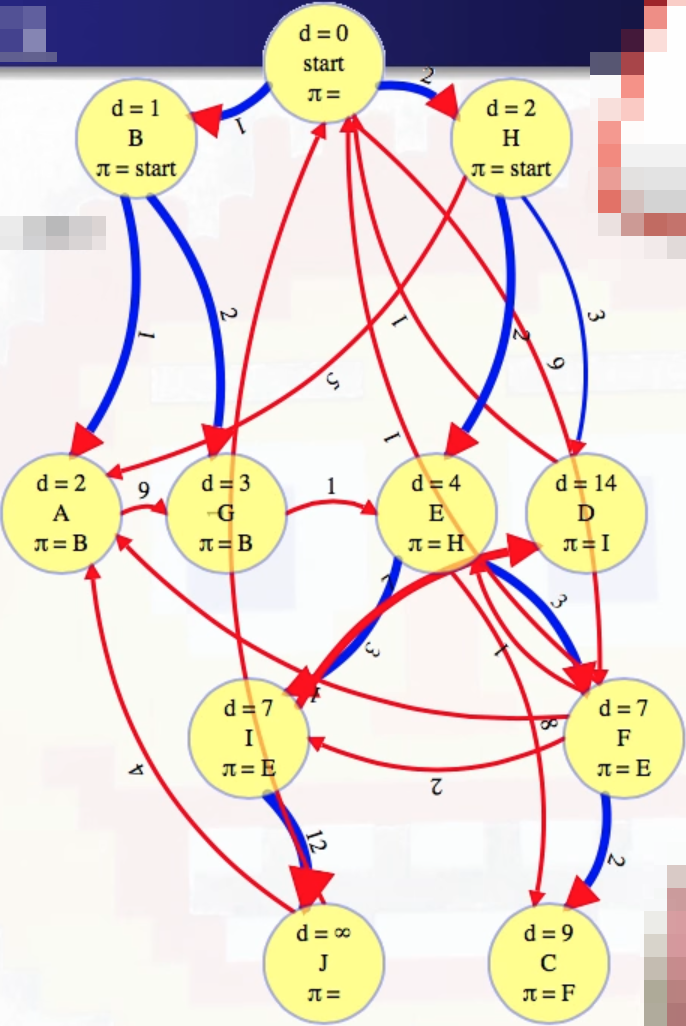 d = 0
start
π =
2
1
d = 1
B
π = start
d = 2
H
π = start
1
2
1
2
3
5
9
1
d = 2
A
π = B
9
d = 3
G
π = B
1
d = 4
E
π = H
d = 14
D
π = I
3
3
1
d = 7
I
π = E
8
d = 7
F
π = E
2
4
12
2
d = ∞
J
π =
d = 9
C
π = F